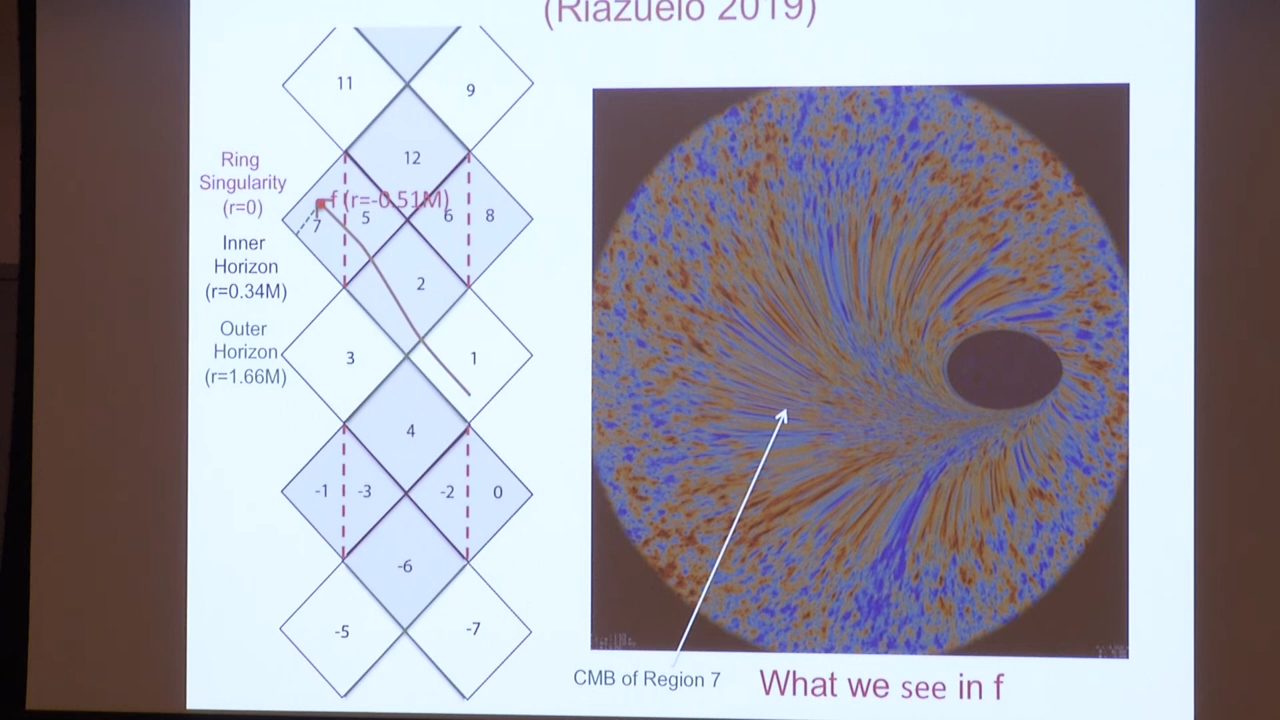 (Riazuelo 2019)
11
9
12
Ring
Singularity
(r=0)
f (r=-0.51M)
7
5
6
8
Inner
Horizon
(r=0.34M)
2
Outer
Horizon
(r=1.66M)
3
1
4
-1
-3
-2
0
-6
-5
-7
CMB of Region 7
What we see in f